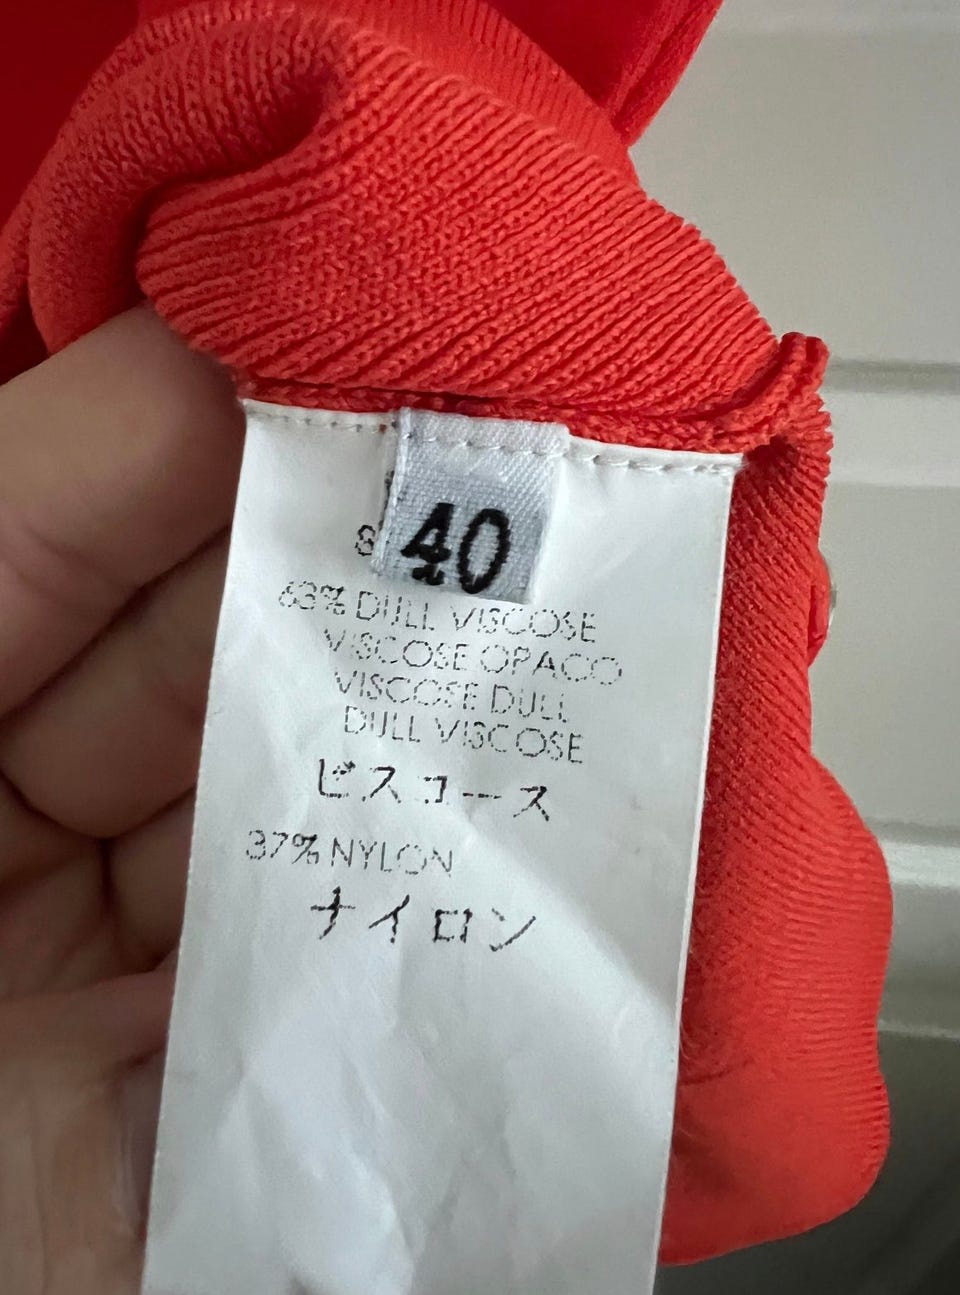 40
8
63% DULL VISCOSE
VISCOSE OPACO
VISCOSE DULL
DULL VISCOSE
ビスコース
37% NYLON
ナイロン